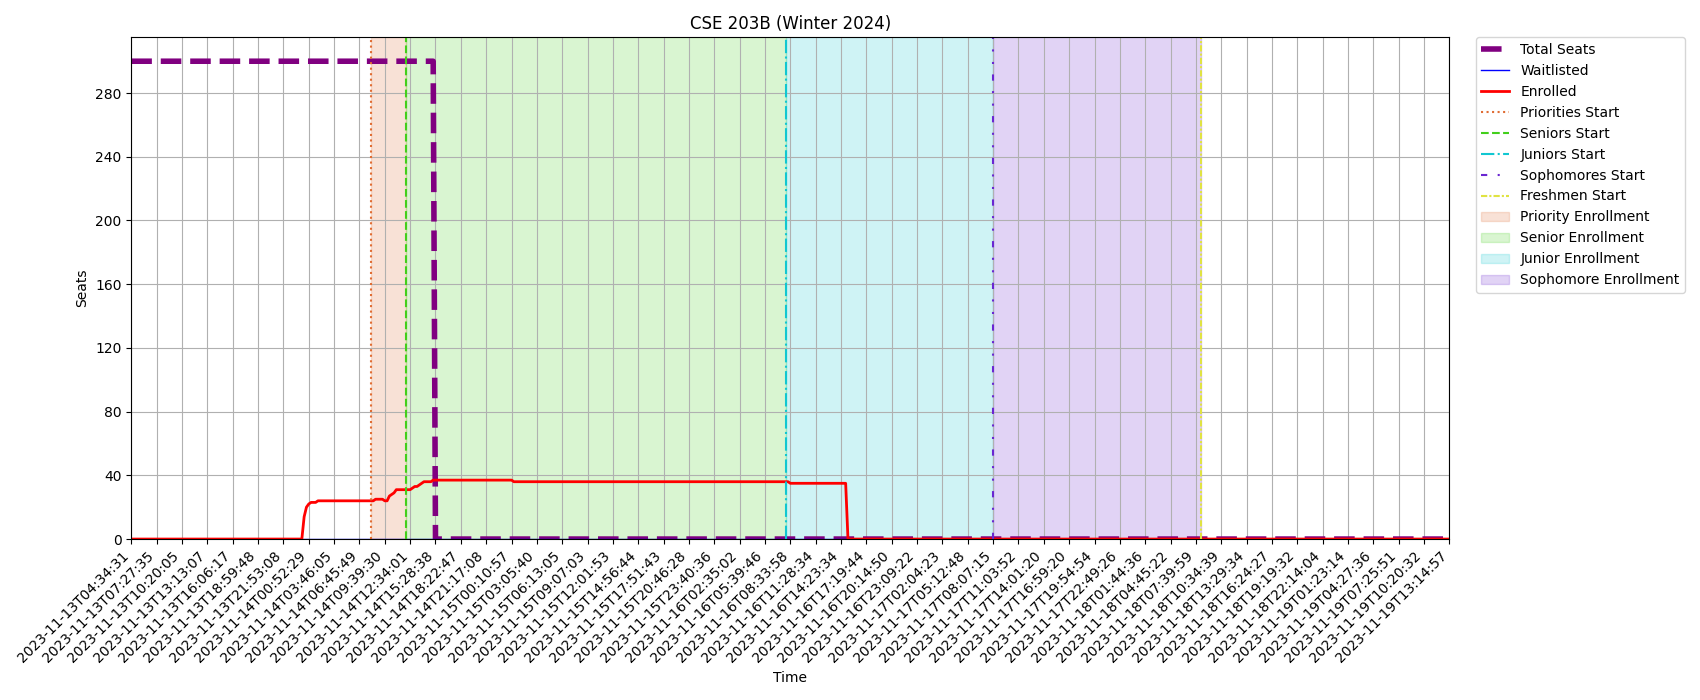 CSE 203B (Winter 2024)
Seats
280
240
200
160
120
80
40
0
2023-11-13T04:34:31
2023-11-13T07:27:35
2023-11-13T10:20:05
2023-11-13T13:13:07
2023-11-13T16:06:17
2023-11-13T18:59:48
2023-11-13T21:53:08
2023-11-14T00:52:29
2023-11-14T03:46:05
2023-11-14T06:45:49
2023-11-14T09:39:30
2023-11-14T12:34:01
2023-11-14T15:28:38
2023-11-14T18:22:47
2023-11-14T21:17:08
2023-11-15T00:10:57
2023-11-15T03:05:40
2023-11-15T06:13:05
2023-11-15T09:07:03
2023-11-15T12:01:53
2023-11-15T14:56:44
2023-11-15T17:51:43
2023-11-15T20:46:28
2023-11-15T23:40:36
2023-11-16T02:35:02
2023-11-16T05:39:46
2023-11-16T08:33:58
2023-11-16T11:28:34
2023-11-16T14:23:34
2023-11-16T17:19:44
2023-11-16T20:14:50
2023-11-16T23:09:22
2023-11-17T02:04:23
2023-11-17T05:12:48
2023-11-17T08:07:15
2023-11-17T11:03:52
2023-11-17T14:01:20
2023-11-17T16:59:20
2023-11-17T19:54:54
2023-11-17T22:49:26
2023-11-18T01:44:36
2023-11-18T04:45:22
2023-11-18T07:39:59
2023-11-18T10:34:39
2023-11-18T13:29:34
2023-11-18T16:24:27
2023-11-18T19:19:32
2023-11-18T22:14:04
2023-11-19T01:23:14
2023-11-19T04:27:36
2023-11-19T07:25:51
2023-11-19T10:20:32
2023-11-19T13:14:57
Time
Total Seats
Waitlisted
Enrolled
Priorities Start
Seniors Start
Juniors Start
Sophomores Start
Freshmen Start
Priority Enrollment
Senior Enrollment
Junior Enrollment
Sophomore Enrollment